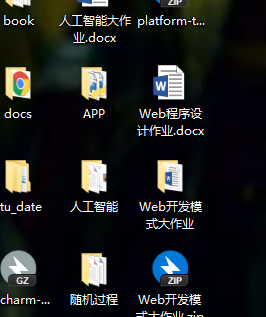 book 人工智能大作 platform-t...
业.docx
ZIP
docs APP Web程序设
计作业.docx
tu_date 人工智能 Web开发模
式大作业
GZ ZIP
charm-... 随机过程 Web开发模
式大作业.zip